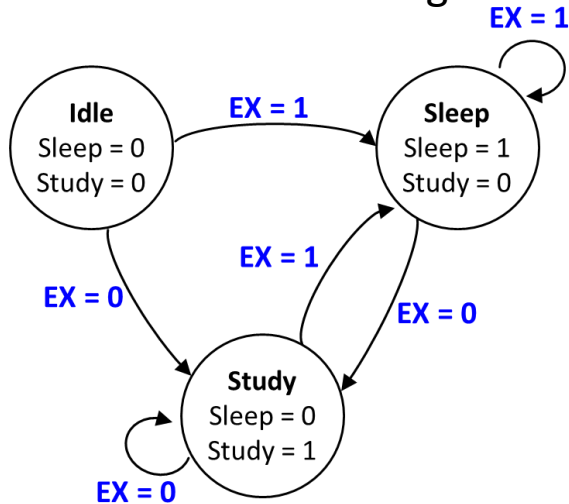 EX = 1
Idle
Sleep = 0
Study = 0
EX = 1
Sleep
Sleep = 1
Study = 0
EX = 1
EX = 0
EX = 0
Study
Sleep = 0
Study = 1
EX = 0